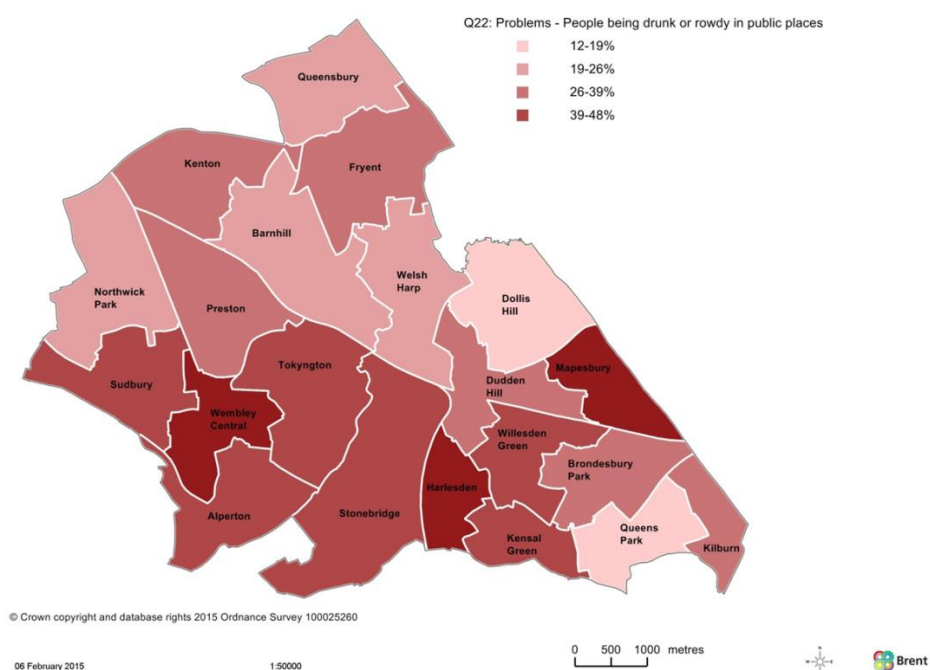 Q22: Problems - People being drunk or rowdy in public places
12-19%
19-26%
26-39%
39-48%
Queensbury
Kenton
Fryent
Barnhill
Welsh
Harp
Northwick
Park
Dollis
Hill
Preston
Tokyngton
Mapesbury
Sudbury
Dudden
Hill
Wembley
Central
Willesden
Green
Brondesbury
Park
Harlesden
Alperton
Stonebridge
Queens
Park
Kensal
Green
Kilburn
© Crown copyright and database rights 2015 Ordnance Survey 100025260
06 February 2015
1:50000
0 500 1000 metres
N
Brent